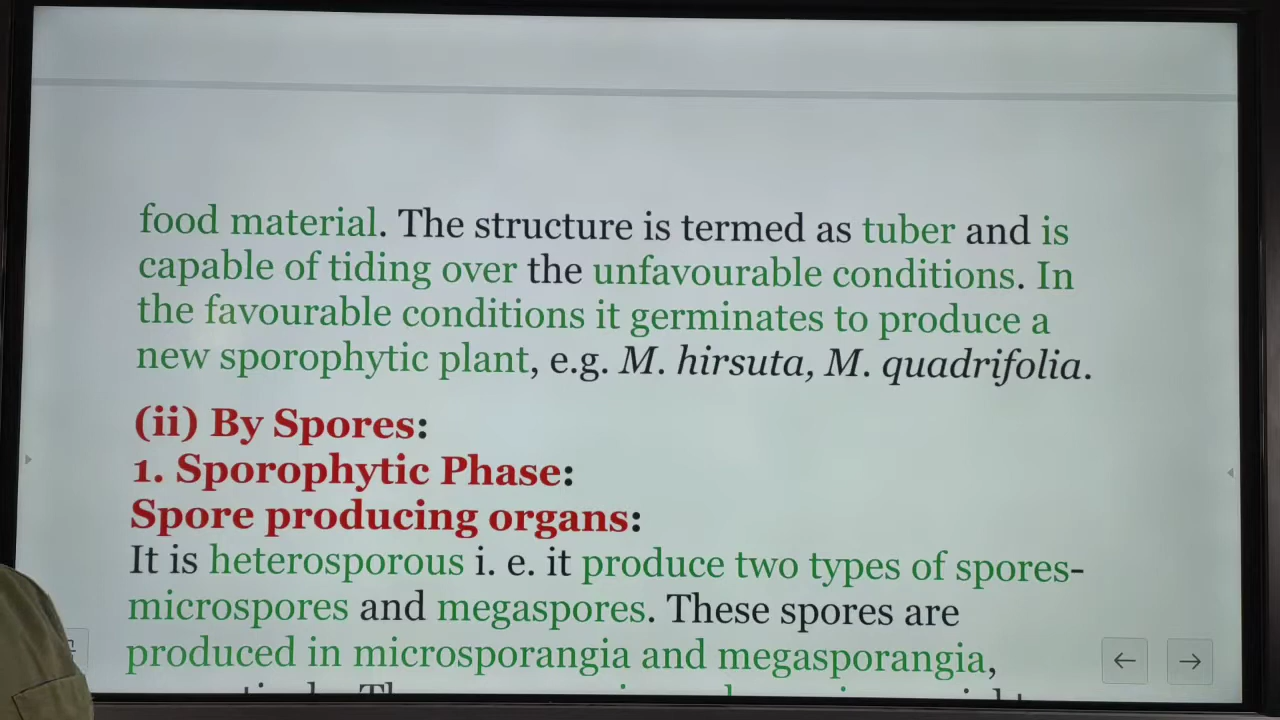 food material. The structure is termed as tuber and is
capable of tiding over the unfavourable conditions. In
the favourable conditions it germinates to produce a
new sporophytic plant, e.g. M. hirsuta, M. quadrifolia.
(ii) By Spores:
1. Sporophytic Phase:
Spore producing organs:
It is heterosporous i. e. it produce two types of spores-
microspores and megaspores. These spores are
produced in microsporangia and megasporangia,